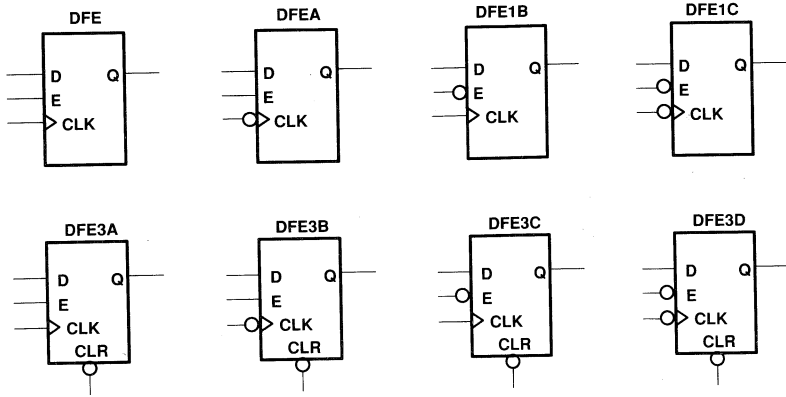 DFE DFEA DFE1B DFE1C
D Q D Q D Q D Q
E E E E
CLK CLK CLK CLK
DFE3A DFE3B DFE3C DFE3D
D Q D Q D Q D Q
E E E E
CLK CLK CLK CLK
CLR CLR CLR CLR